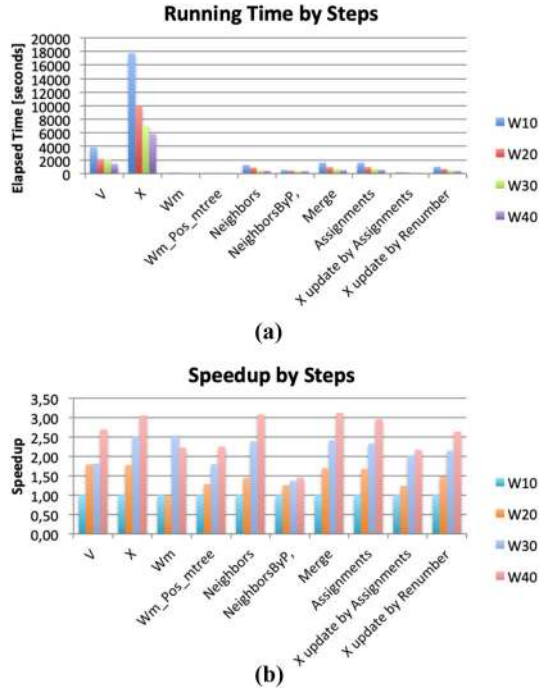 Running Time by Steps
Elapsed Time [seconds]
20000
18000
16000
14000
12000
10000
8000
6000
4000
2000
0
V
X
Wm
Wm_Pos_mtree
Neighbors
NeighborsByP,
Merge
Assignments
X update by Assignments
X update by Renumber
W10
W20
W30
W40
(a)
Speedup by Steps
Speedup
3,50
3,00
2,50
2,00
1,50
1,00
0,50
0,00
V
X
Wm
Wm_Pos_mtree
Neighbors
NeighborsByP,
Merge
Assignments
X update by Assignments
X update by Renumber
W10
W20
W30
W40
(b)